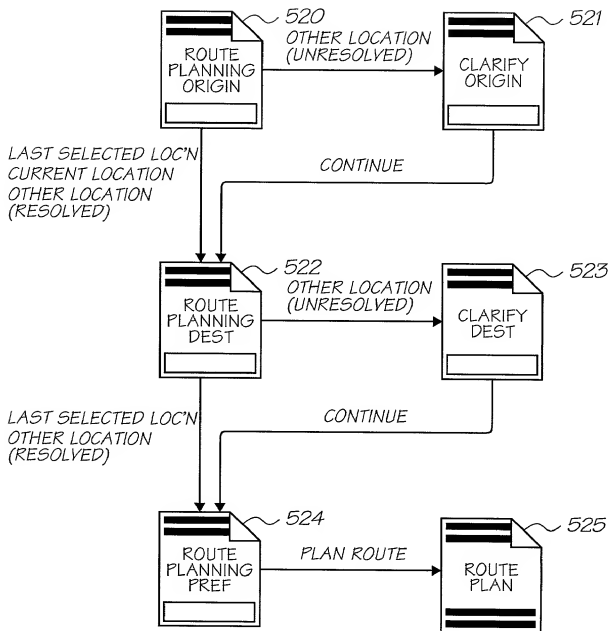 520
521
ROUTE
PLANNING
ORIGIN
OTHER LOCATION
(UNRESOLVED)
CLARIFY
ORIGIN
LAST SELECTED LOC'N
CURRENT LOCATION
OTHER LOCATION
(RESOLVED)
CONTINUE
522
523
ROUTE
PLANNING
DEST
OTHER LOCATION
(UNRESOLVED)
CLARIFY
DEST
LAST SELECTED LOC'N
OTHER LOCATION
(RESOLVED)
CONTINUE
524
525
ROUTE
PLANNING
PREF
PLAN ROUTE
ROUTE
PLAN